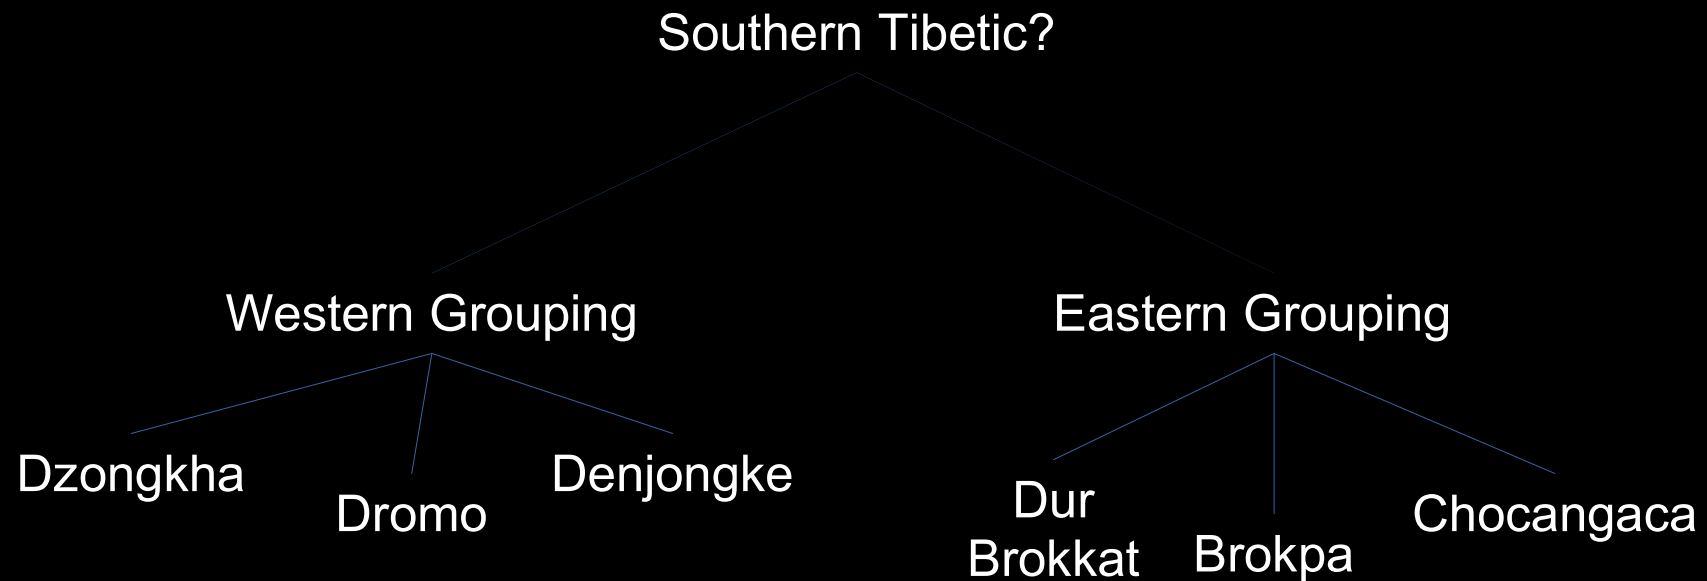 Southern Tibetic?
Western Grouping
Eastern Grouping
Dzongkha
Dromo
Denjongke
Dur
Brokkat
Brokpa
Chocangaca